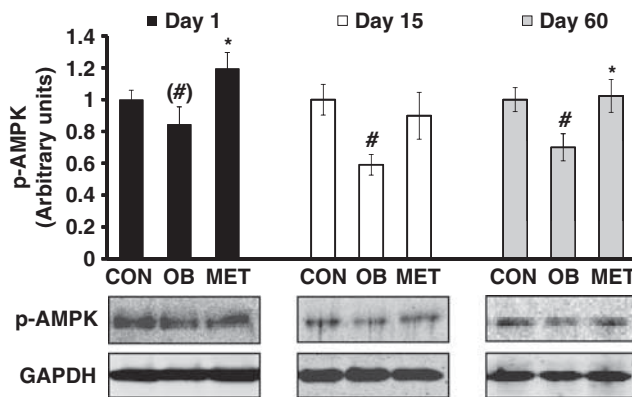 Day 1 Day 15 Day 60
p-AMPK
(Arbitrary units)
1.4
1.2
1
0.8
0.6
0.4
0.2
0
(#) *
#
# *
CON OB MET CON OB MET CON OB MET
p-AMPK
GAPDH